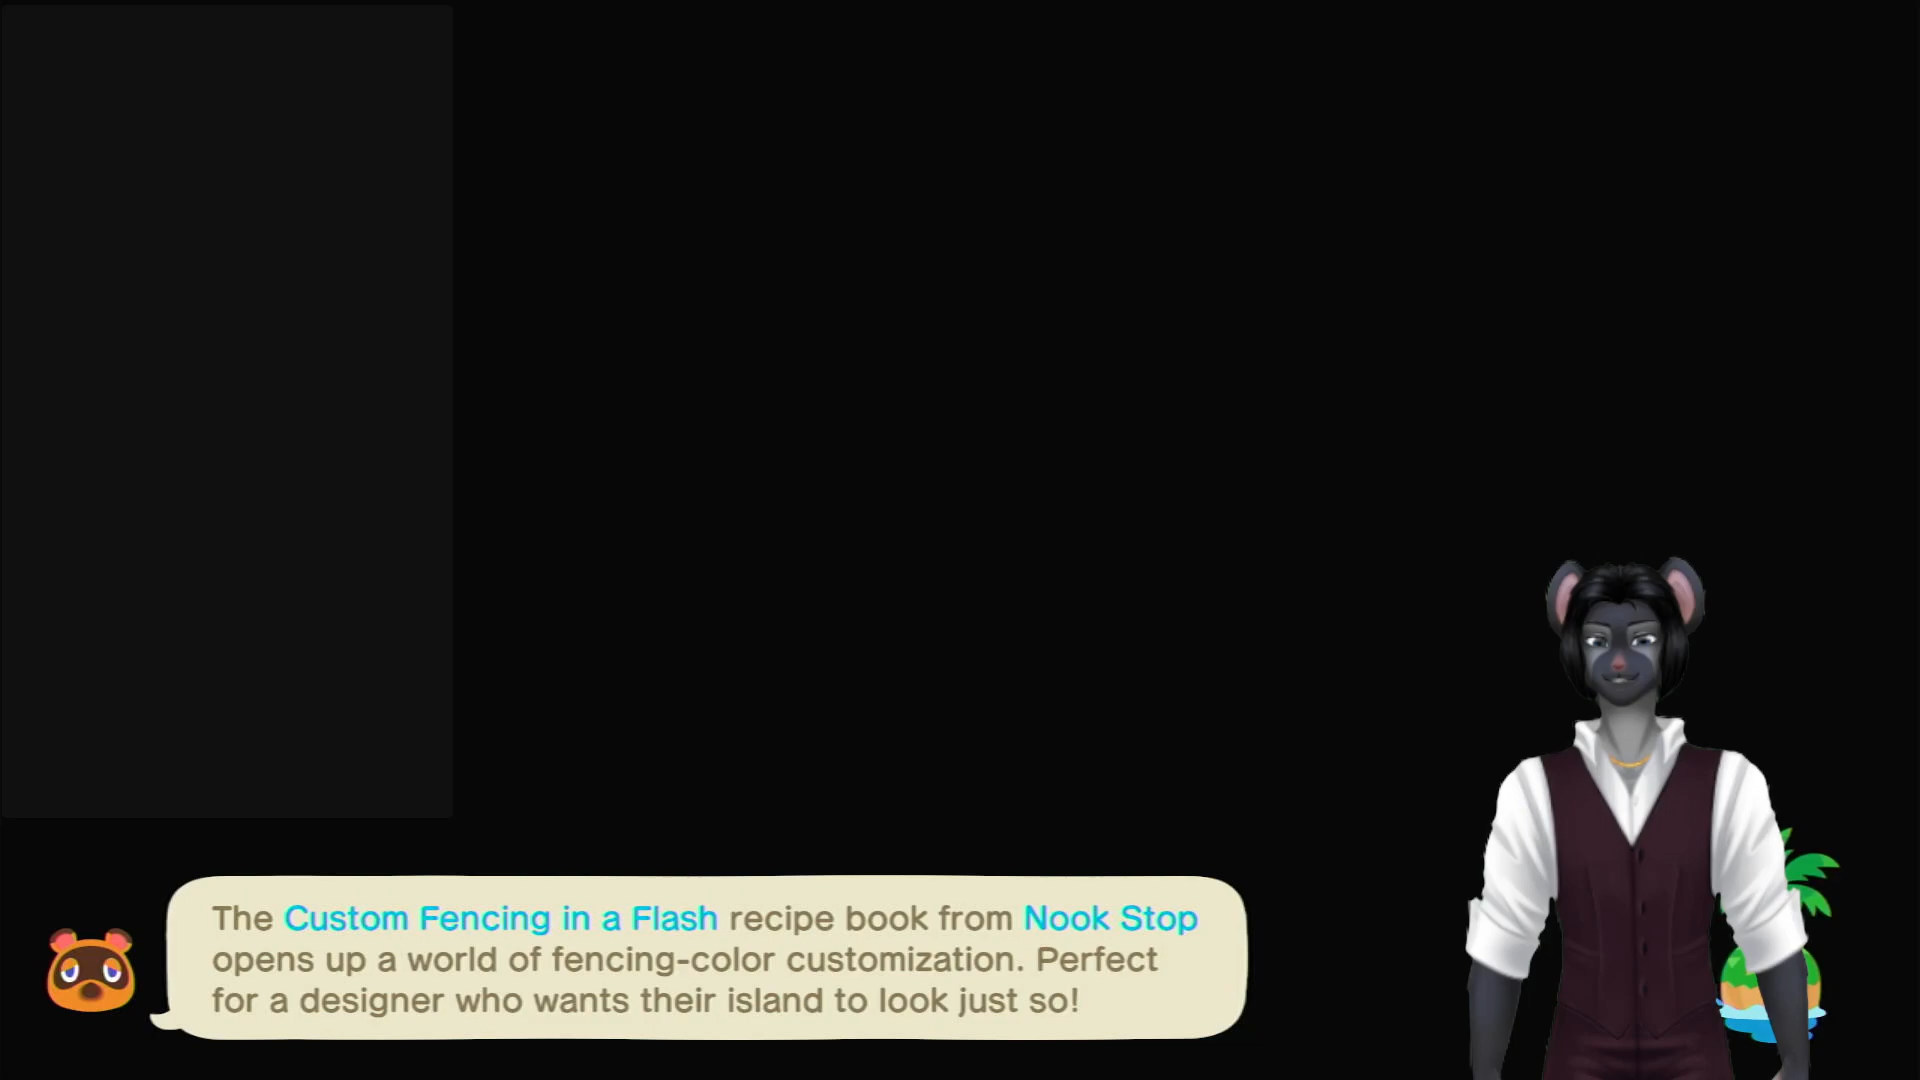 The Custom Fencing in a Flash recipe book from Nook Stop
opens up a world of fencing-color customization. Perfect
for a designer who wants their island to look just so!